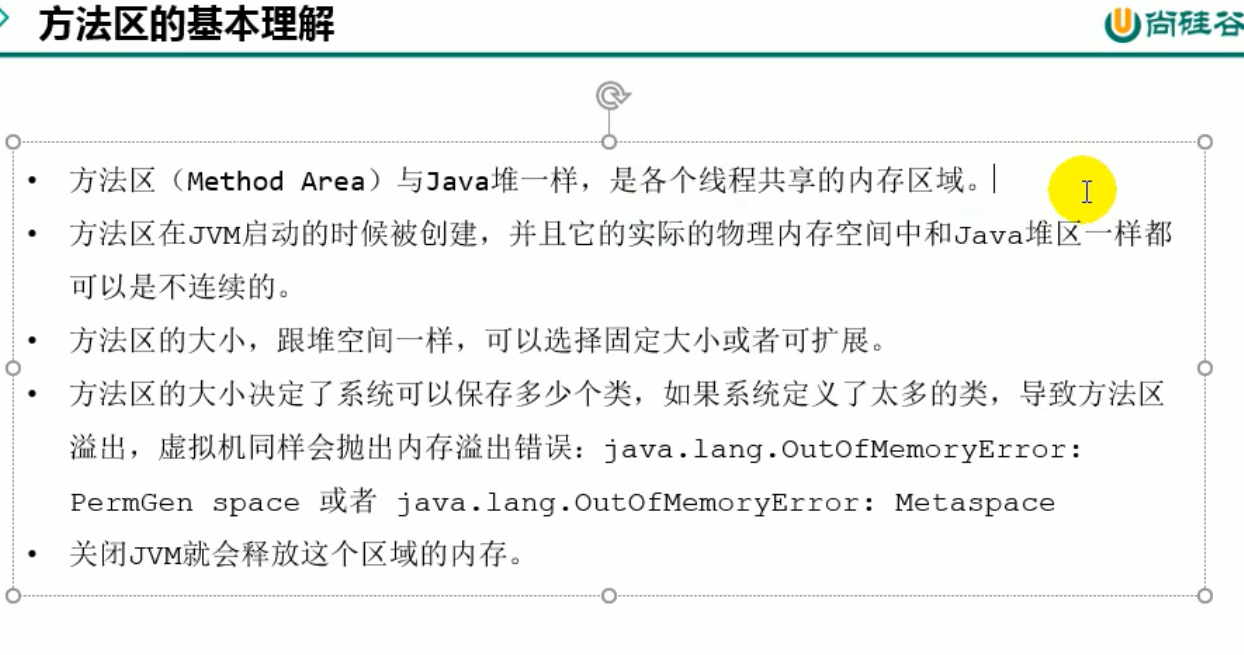 方法区的基本理解
尚硅谷
• 方法区（Method Area）与Java堆一样，是各个线程共享的内存区域。
• 方法区在JVM启动的时候被创建，并且它的实际的物理内存空间中和Java堆区一样都
可以是不连续的。
• 方法区的大小，跟堆空间一样，可以选择固定大小或者可扩展。
• 方法区的大小决定了系统可以保存多少个类，如果系统定义了太多的类，导致方法区
溢出，虚拟机同样会抛出内存溢出错误：java.lang.OutOfMemoryError:
PermGen space 或者 java.lang.OutOfMemoryError: Metaspace
• 关闭JVM就会释放这个区域的内存。